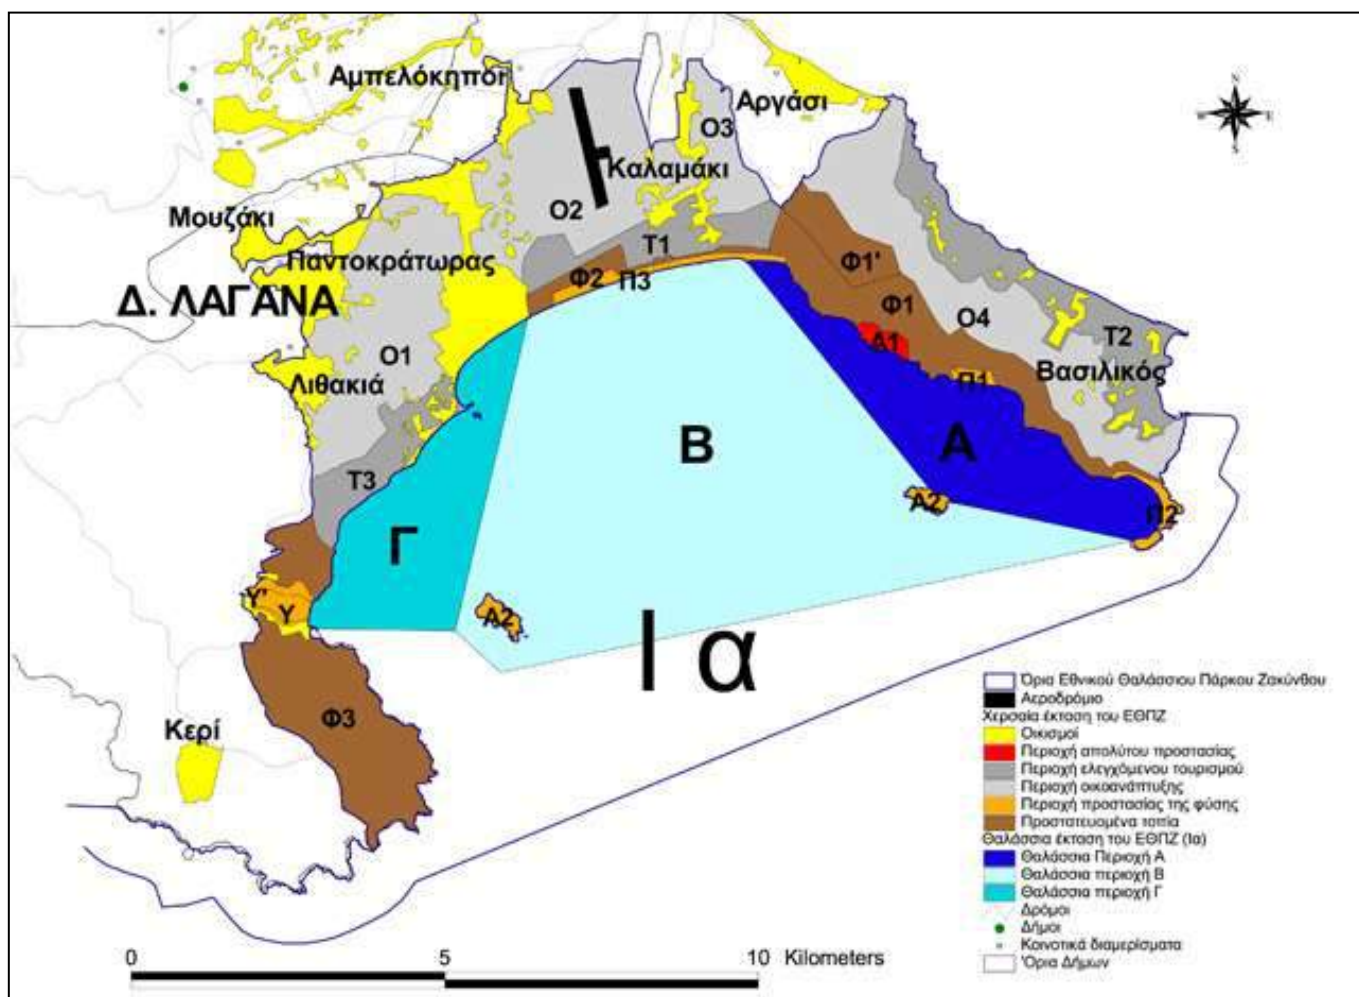 Αμπελόκηποι
Αργάσι
N
W E
S
Ο3
Καλαμάκι
Ο2
Μουζάκι
Τ1
Παντοκράτωρας
Φ1'
Φ2
Π3
Δ. ΛΑΓΑΝΑ
Φ1
Ο4
Τ2
Α1
Ο1
Λιθακιά
Π1
Βασιλικός
Β
Α
Τ3
Α2
Π2
Γ
Υ'
Υ
Α2
Ι α
Φ3
Κερί
Όρια Εθνικού Θαλάσσιου Πάρκου Ζακύνθου
Αεροδρόμιο
Χερσαία έκταση του ΕΘΠΖ
Οικισμοί
Περιοχή απολύτου προστασίας
Περιοχή ελεγχόμενου τουρισμού
Περιοχή οικοανάπτυξης
Περιοχή προστασίας της φύσης
Προστατευομένα τοπία
Θαλάσσια έκταση του ΕΘΠΖ (Ια)
Θαλάσσια Περιοχή Α
Θαλάσσια περιοχή Β
Θαλάσσια περιοχή Γ
Δρόμοι
Δήμοι
Κοινοτικά διαμερίσματα
'Ορια Δήμων
0 5 10 Kilometers